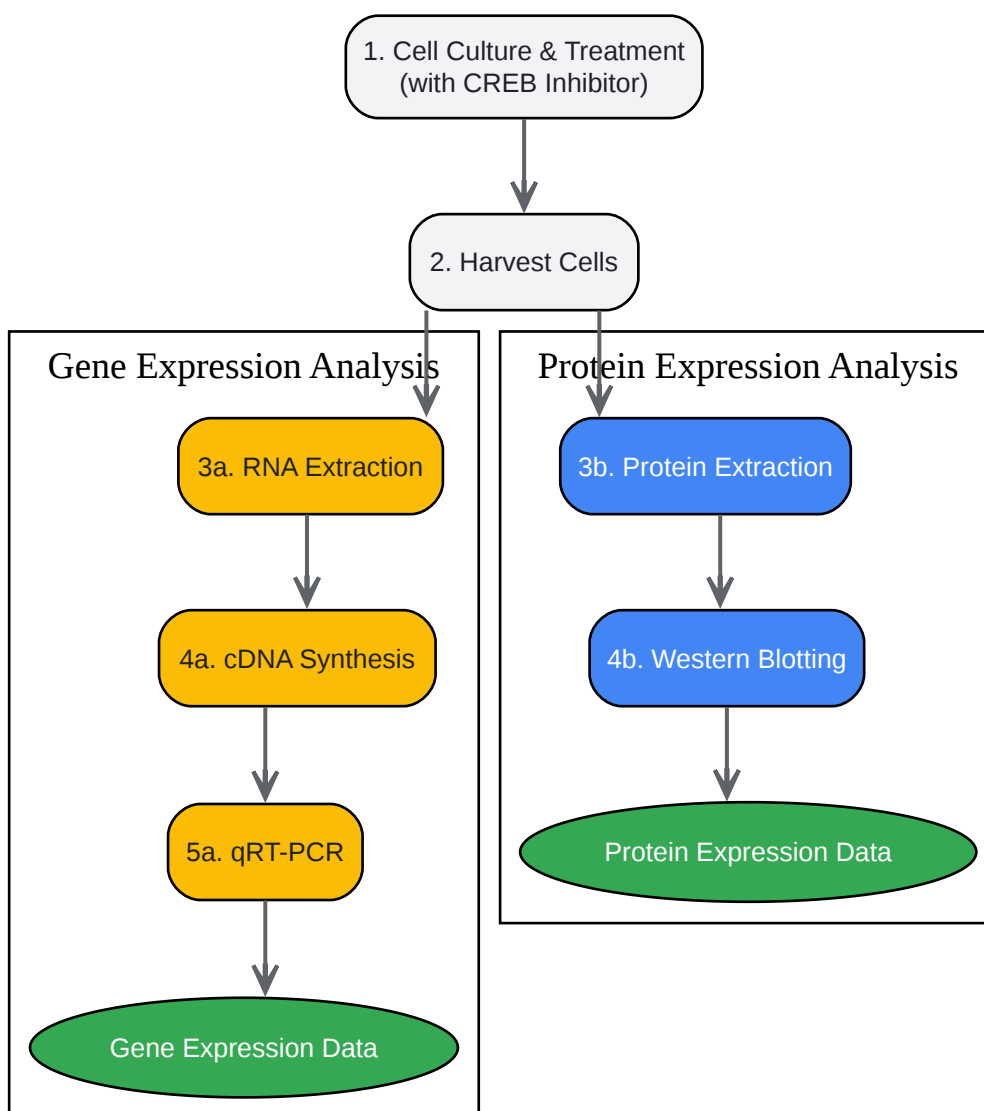 1. Cell Culture & Treatment
(with CREB Inhibitor)
2. Harvest Cells
Gene Expression Analysis
3a. RNA Extraction
4a. cDNA Synthesis
5a. qRT-PCR
Gene Expression Data
Protein Expression Analysis
3b. Protein Extraction
4b. Western Blotting
Protein Expression Data